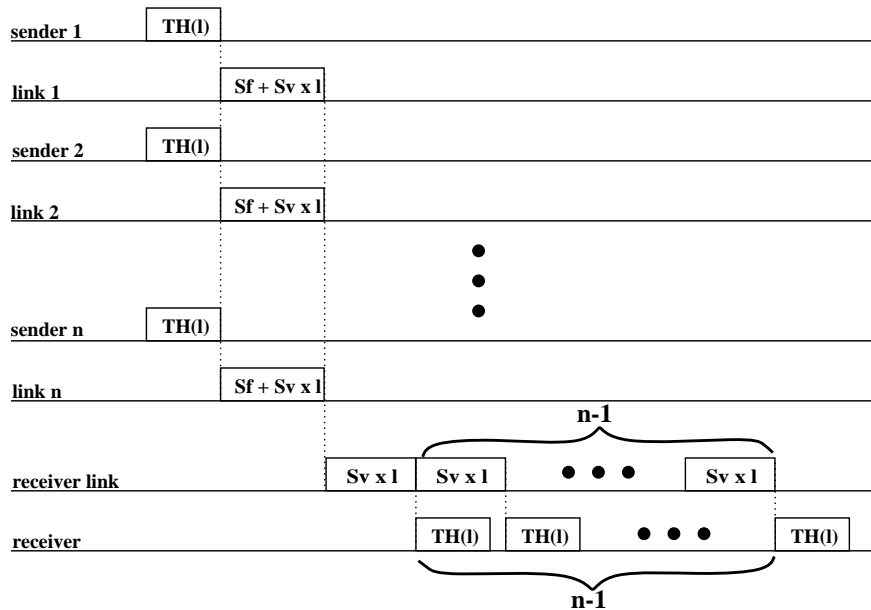 sender 1 TH(l)
link 1 Sf + Sv x l
sender 2 TH(l)
link 2 Sf + Sv x l
sender n TH(l)
link n Sf + Sv x l
n-1
receiver link Sv x l Sv x l Sv x l
receiver TH(l) TH(l) TH(l)
n-1